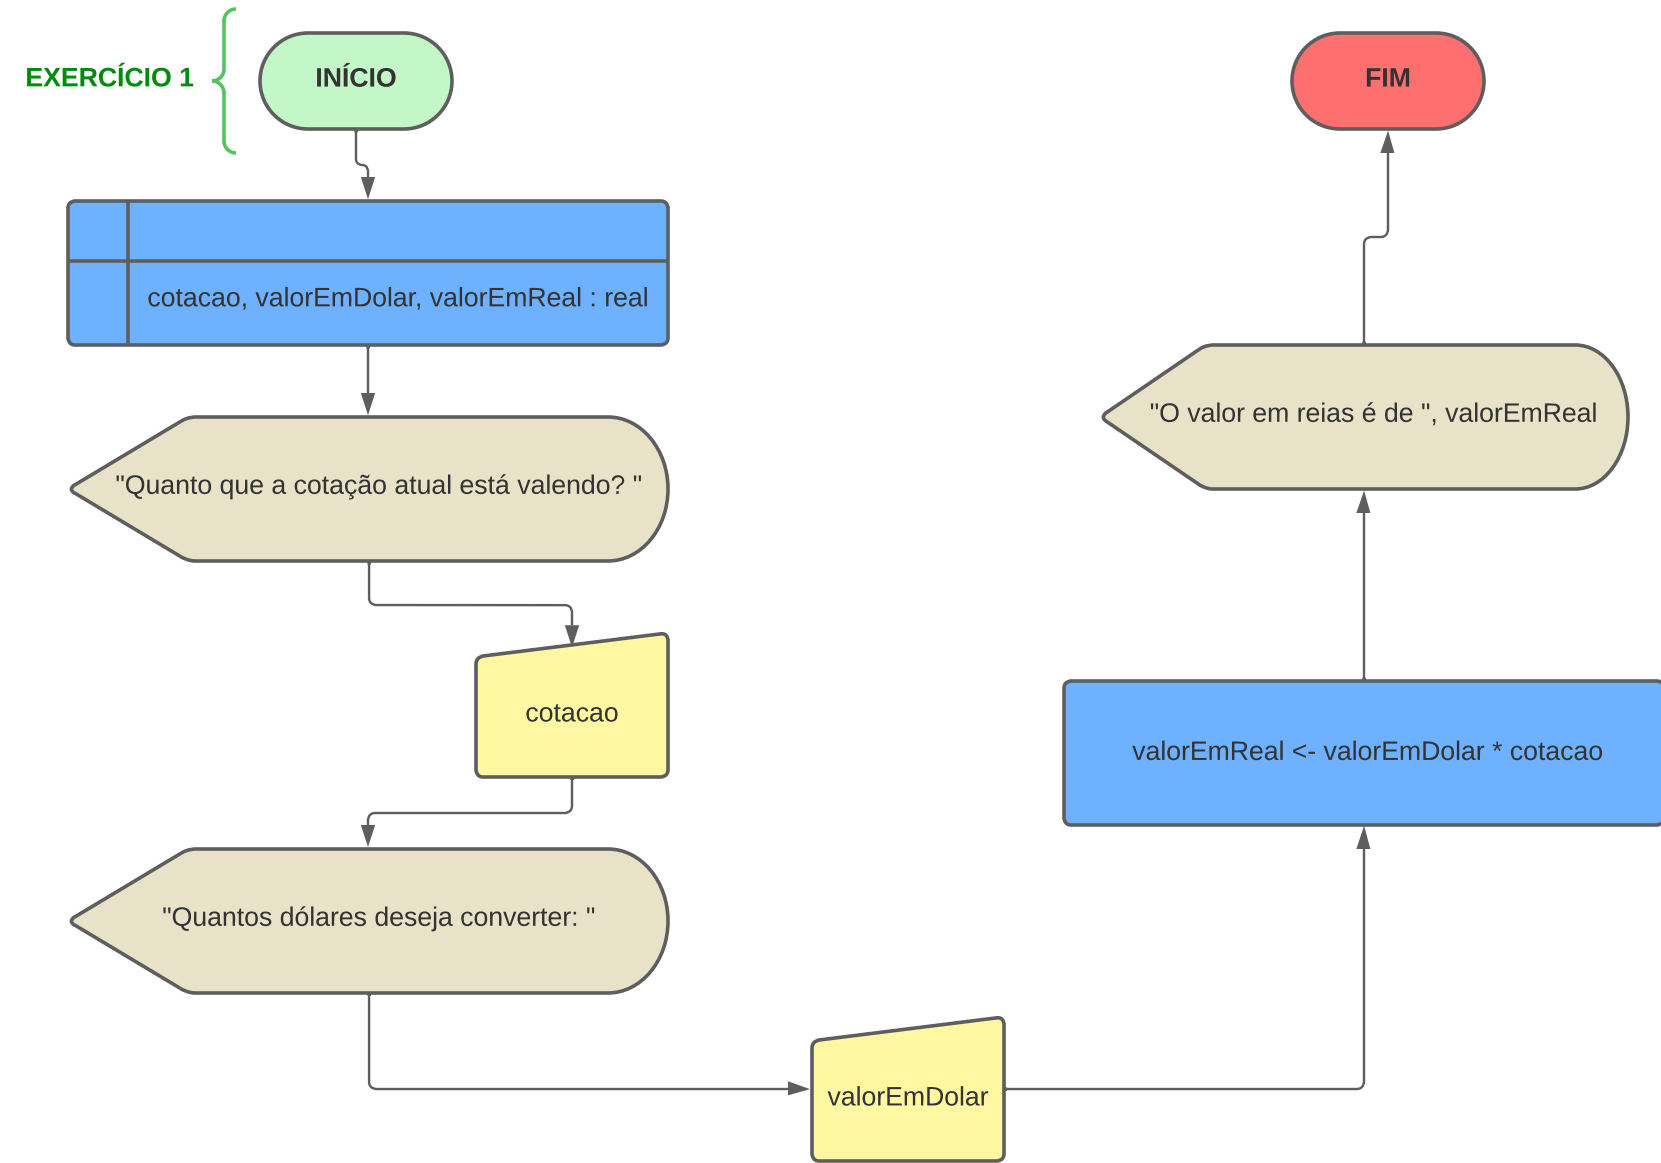 EXERCÍCIO 1
INÍCIO
cotacao, valorEmDolar, valorEmReal : real
"Quanto que a cotação atual está valendo? "
cotacao
"Quantos dólares deseja converter: "
valorEmDolar
valorEmReal <- valorEmDolar * cotacao
"O valor em reias é de ", valorEmReal
FIM